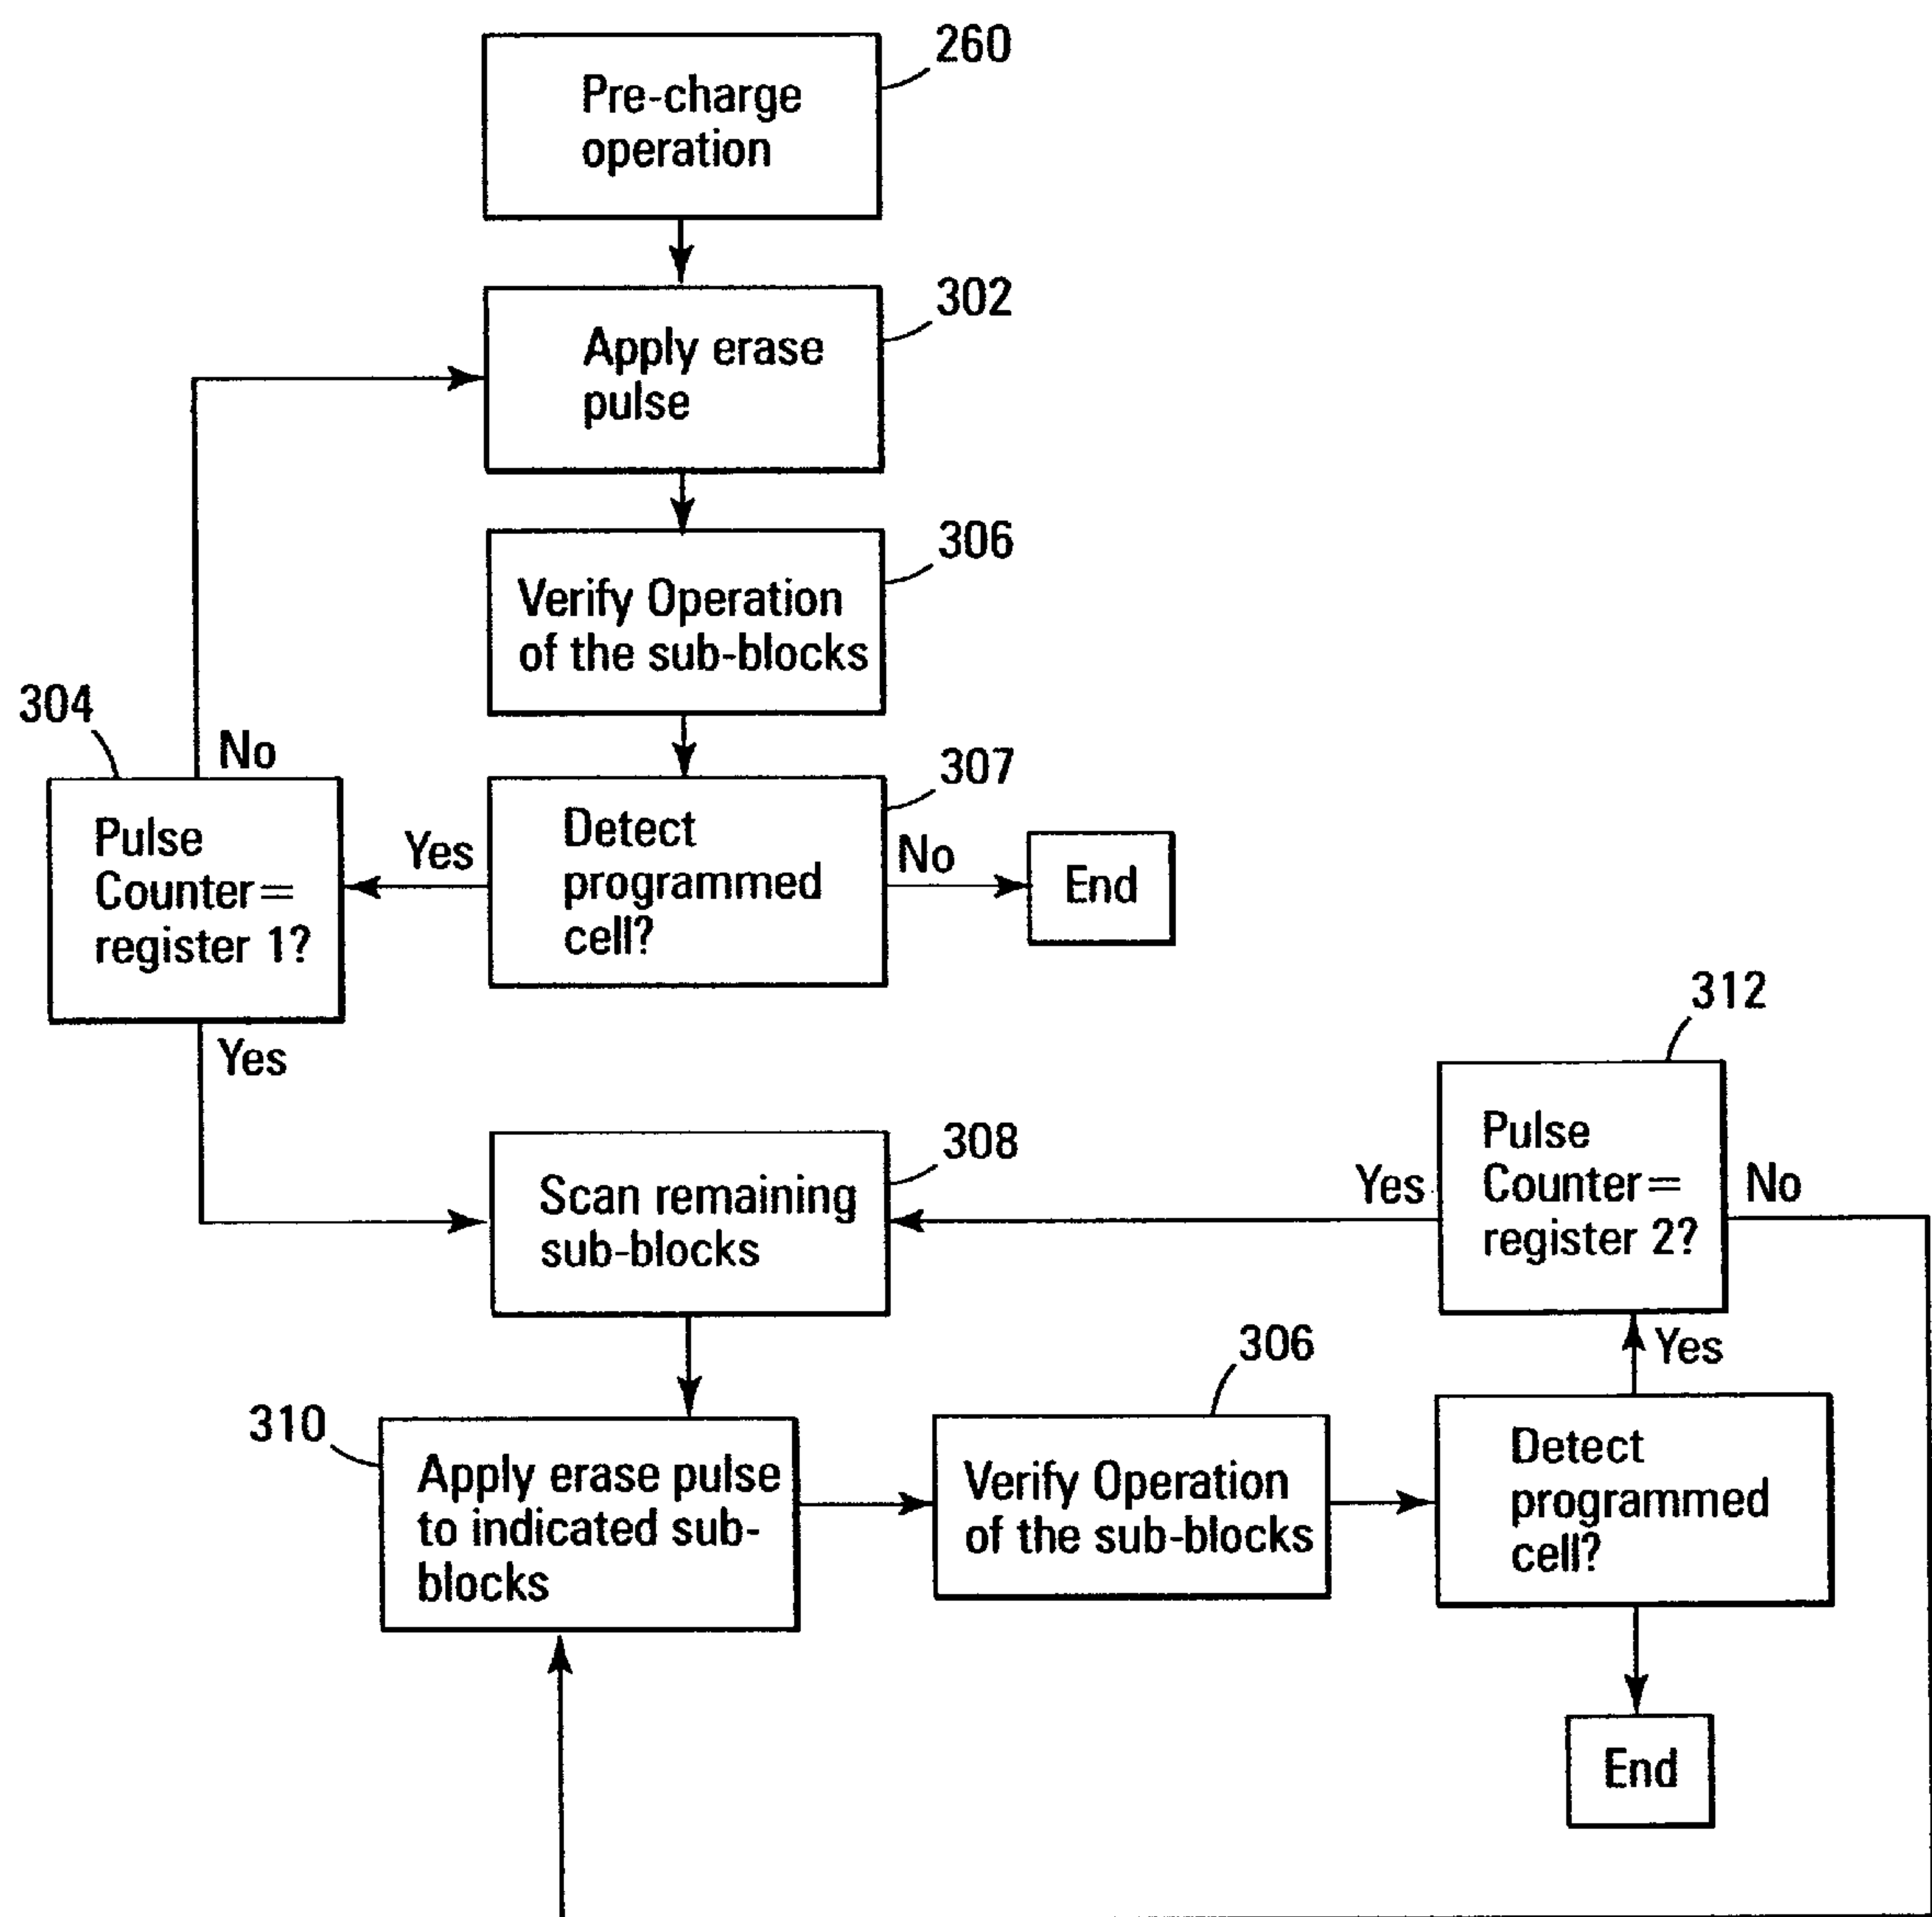 260
Pre-charge
operation
302
Apply erase
pulse
306
Verify Operation
of the sub-blocks
304
No
307
Pulse
Counter=
register 1?
Yes
Detect
programmed
cell?
No
End
Yes
312
Pulse
Counter=
register 2?
Yes
No
308
Scan remaining
sub-blocks
306
Yes
310
Apply erase pulse
to indicated sub-
blocks
Verify Operation
of the sub-blocks
Detect
programmed
cell?
End